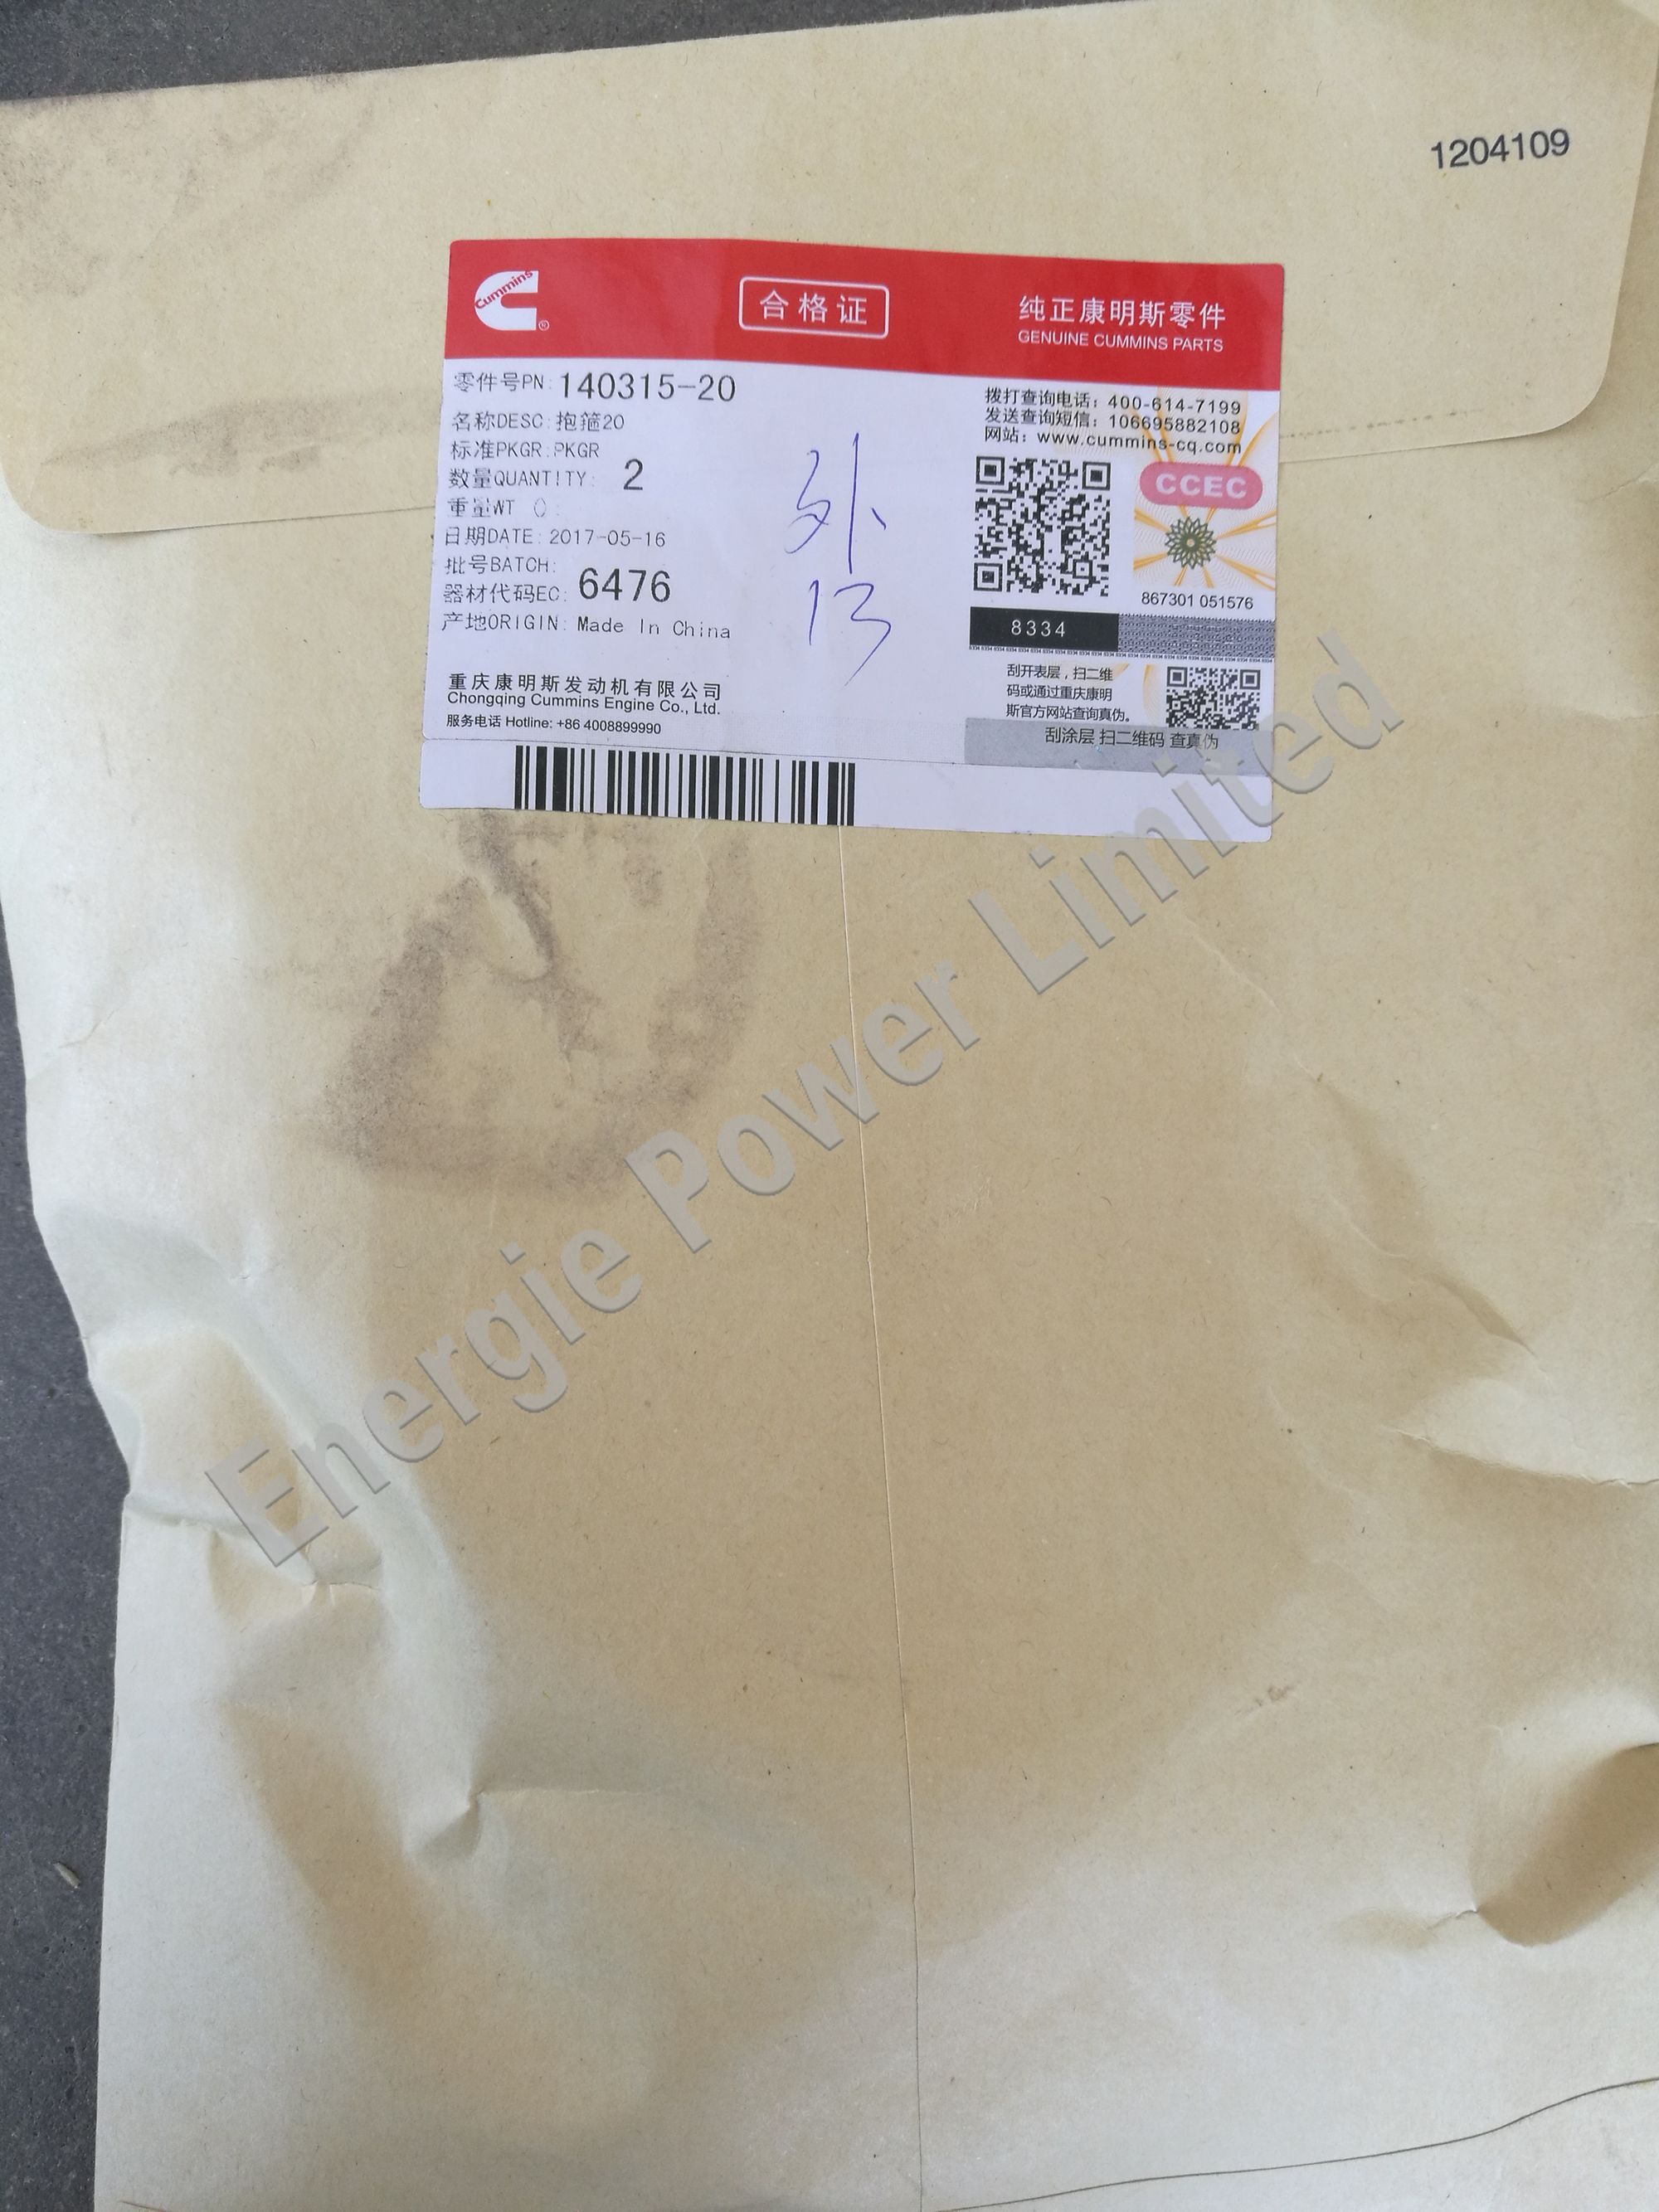 1204109
Cummins
®
合格证
纯正康明斯零件
GENUINE CUMMINS PARTS
零件号PN: 140315-20
名称DESC: 抱箍20
标准PKGR:PKGR
数量QUANTITY: 2
重量WT ():
日期DATE: 2017-05-16
批号BATCH:
器材代码EC: 6476
产地ORIGIN: Made In China
重庆康明斯发动机有限公司
Chongqing Cummins Engine Co., Ltd.
服务电话 Hotline: +86 4008899990
外
13
拨打查询电话：400-614-7199
发送查询短信：106695882108
网站：www.cummins-cq.com
CCEC
867301 051576
8334
刮开表层，扫二维
码或通过重庆康明
斯官方网站查询真伪。
刮涂层 扫二维码 查真伪
Energie Power Limited